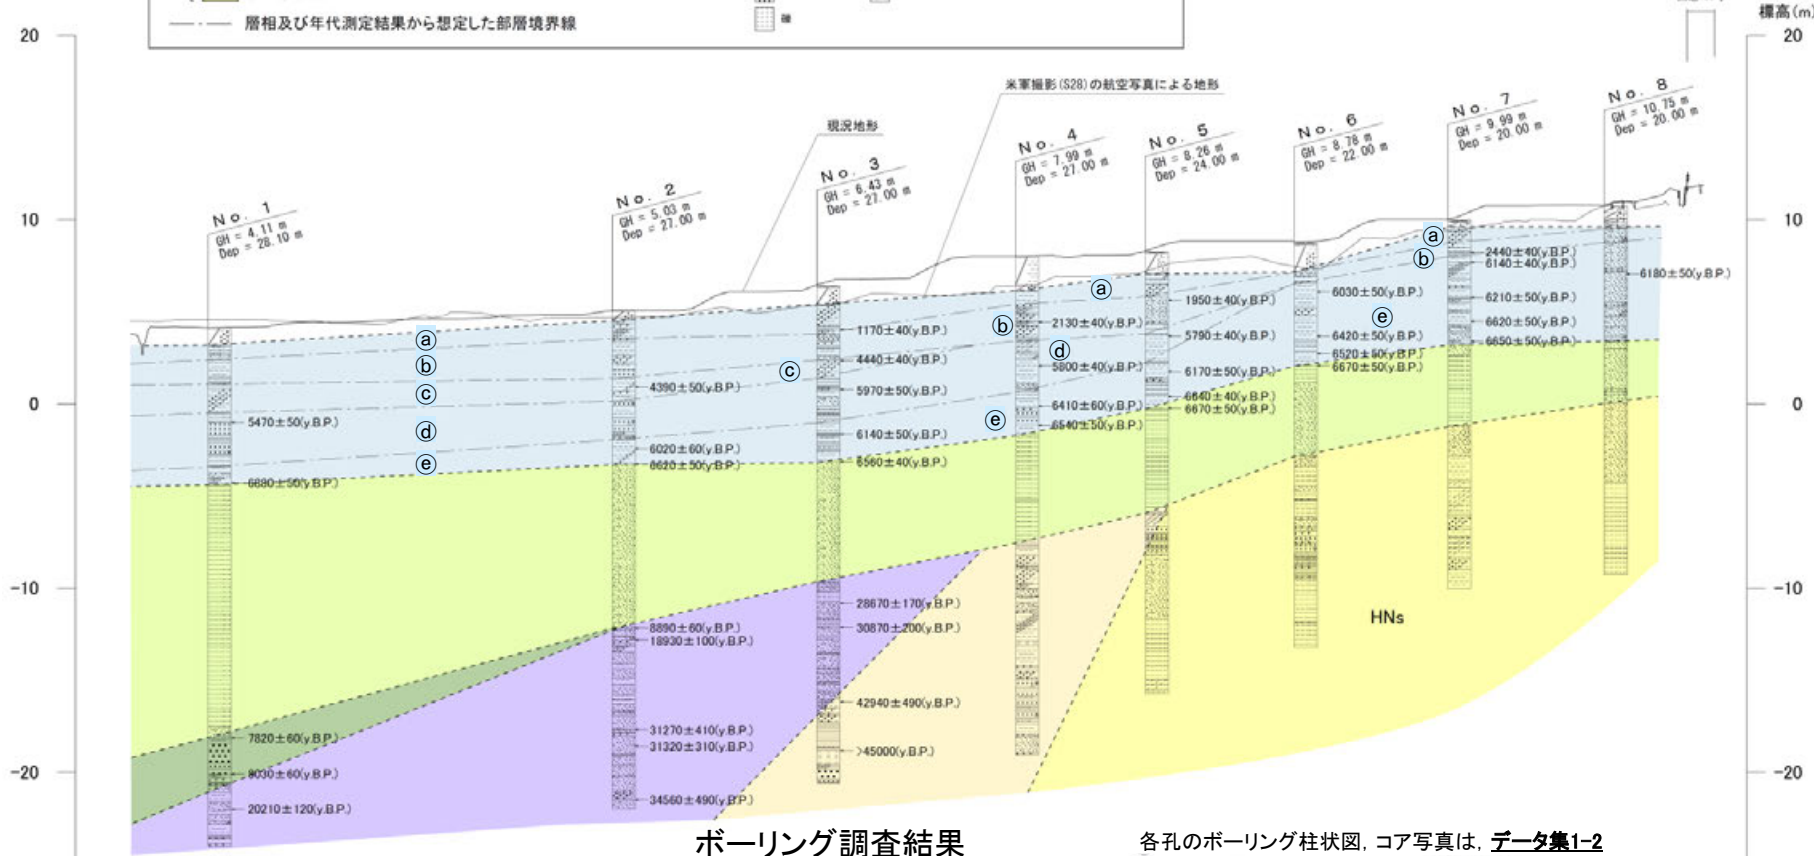 層相及び年代測定結果から想定した部層境界線
礫
標高(m)
20
20
米軍撮影(S28)の航空写真による地形
現況地形
No. 1
GH = 4.11 m
Dep = 28.10 m
No. 2
GH = 5.03 m
Dep = 27.00 m
No. 3
GH = 6.43 m
Dep = 27.00 m
No. 4
GH = 7.99 m
Dep = 27.00 m
No. 5
GH = 8.26 m
Dep = 24.00 m
No. 6
GH = 8.78 m
Dep = 22.00 m
No. 7
GH = 9.99 m
Dep = 20.00 m
No. 8
GH = 10.75 m
Dep = 20.00 m
10
10
0
0
-10
-10
-20
-20
ⓐ
ⓑ
ⓒ
ⓓ
ⓔ
ⓒ
ⓑ
ⓐ
ⓓ
ⓔ
ⓐ
ⓑ
ⓔ
5470±50(y.B.P.)
6880±50(y.B.P.)
7820±60(y.B.P.)
8030±60(y.B.P.)
20210±120(y.B.P.)
4390±50(y.B.P.)
6020±60(y.B.P.)
6620±50(y.B.P.)
8890±60(y.B.P.)
18930±100(y.B.P.)
31270±410(y.B.P.)
31320±310(y.B.P.)
34560±490(y.B.P.)
1170±40(y.B.P.)
4440±40(y.B.P.)
5970±50(y.B.P.)
6140±50(y.B.P.)
6560±40(y.B.P.)
28670±170(y.B.P.)
30870±200(y.B.P.)
42940±490(y.B.P.)
>45000(y.B.P.)
2130±40(y.B.P.)
5800±40(y.B.P.)
6410±60(y.B.P.)
6540±50(y.B.P.)
1950±40(y.B.P.)
5790±40(y.B.P.)
6170±50(y.B.P.)
6640±40(y.B.P.)
6670±50(y.B.P.)
6030±50(y.B.P.)
6420±50(y.B.P.)
6520±50(y.B.P.)
6670±50(y.B.P.)
2440±40(y.B.P.)
6140±40(y.B.P.)
6210±50(y.B.P.)
6620±50(y.B.P.)
6650±50(y.B.P.)
6180±50(y.B.P.)
HNs
ボーリング調査結果
各孔のボーリング柱状図，コア写真は，データ集1-2